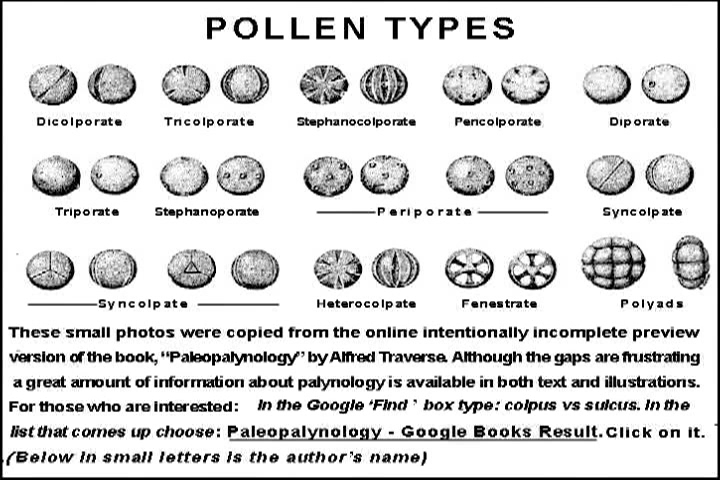 POLLEN TYPES
Dicolporate Tricolporate Stephanocolporate Pericolporate Diporate
Triporate Stephanoporate Periporate Syncolpate
Syncolpate Heterocolpate Fenestrate Polyads
These small photos were copied from the online intentionally incomplete preview
version of the book, "Paleopalynology" by Alfred Traverse. Although the gaps are frustrating
a great amount of information about palynology is available in both text and illustrations.
For those who are interested: In the Google 'Find ` box type: colpus vs sulcus. In the
list that comes up choose: Paleopalynology - Google Books Result. Click on it.
.(Below in small letters is the author's name)